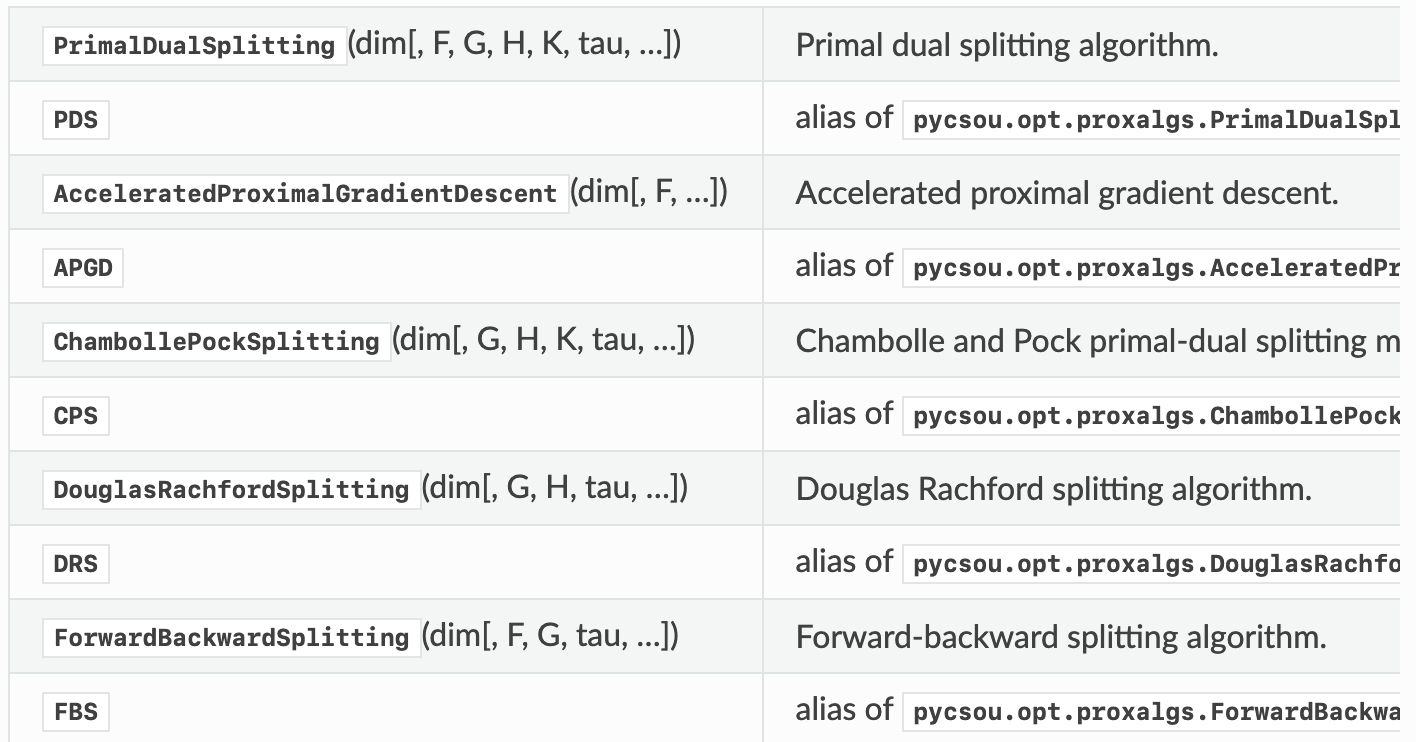 PrimalDualSplitting(dim[, F, G, H, K, tau, …]) Primal dual splitting algorithm.
PDS alias of pycsou.opt.proxalgs.PrimalDualSpl
AcceleratedProximalGradientDescent(dim[, F, …]) Accelerated proximal gradient descent.
APGD alias of pycsou.opt.proxalgs.AcceleratedPr
ChambollePockSplitting(dim[, G, H, K, tau, …]) Chambolle and Pock primal-dual splitting m
CPS alias of pycsou.opt.proxalgs.ChambollePock
DouglasRachfordSplitting(dim[, G, H, tau, …]) Douglas Rachford splitting algorithm.
DRS alias of pycsou.opt.proxalgs.DouglasRachfo
ForwardBackwardSplitting(dim[, F, G, tau, …]) Forward-backward splitting algorithm.
FBS alias of pycsou.opt.proxalgs.ForwardBackwa